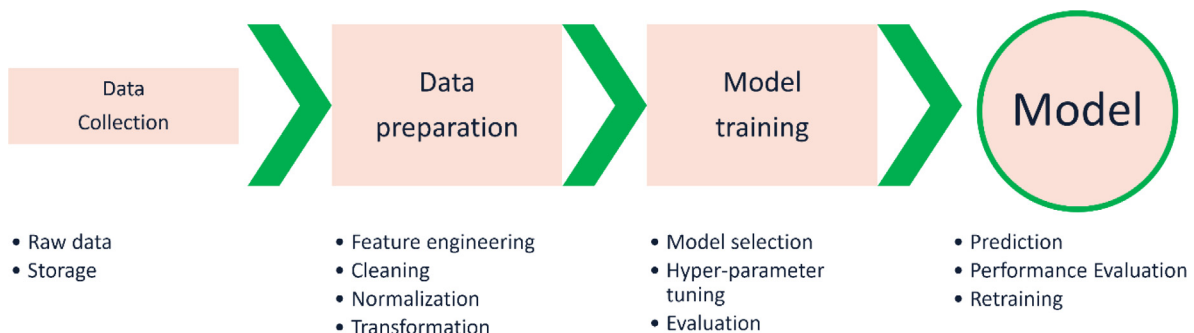 Data
Collection
Data
preparation
Model
training
Model
• Raw data
• Storage
• Feature engineering
• Cleaning
• Normalization
• Transformation
• Model selection
• Hyper-parameter
tuning
• Evaluation
• Prediction
• Performance Evaluation
• Retraining